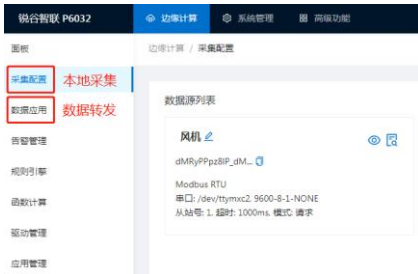 锐谷智联 P6032
边缘计算
系统管理
高级功能
面板
边缘计算 / 采集配置
采集配置 本地采集
数据应用 数据转发
告警管理
规则引擎
函数计算
驱动管理
应用管理
数据源列表
风机
dMRyPPpz8IP_dM...
Modbus RTU
串口: /dev/ttymxc2. 9600-8-1-NONE
从站号: 1. 超时: 1000ms. 模式: 请求